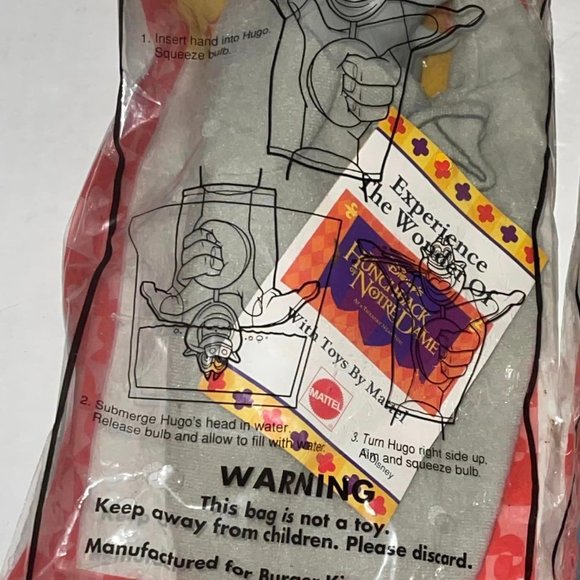 1. Insert hand into Hugo.
Squeeze bulb.
Experience
The Wonder Of
Disney's
HUNCHBACK
OF NOTRE DAME
With Toys By Mattel
MATTEL
© Disney
2. Submerge Hugo's head in water.
Release bulb and allow to fill with water.
3. Turn Hugo right side up.
Aim and squeeze bulb.
WARNING
This bag is not a toy.
Keep away from children. Please discard.
Manufactured for Burger